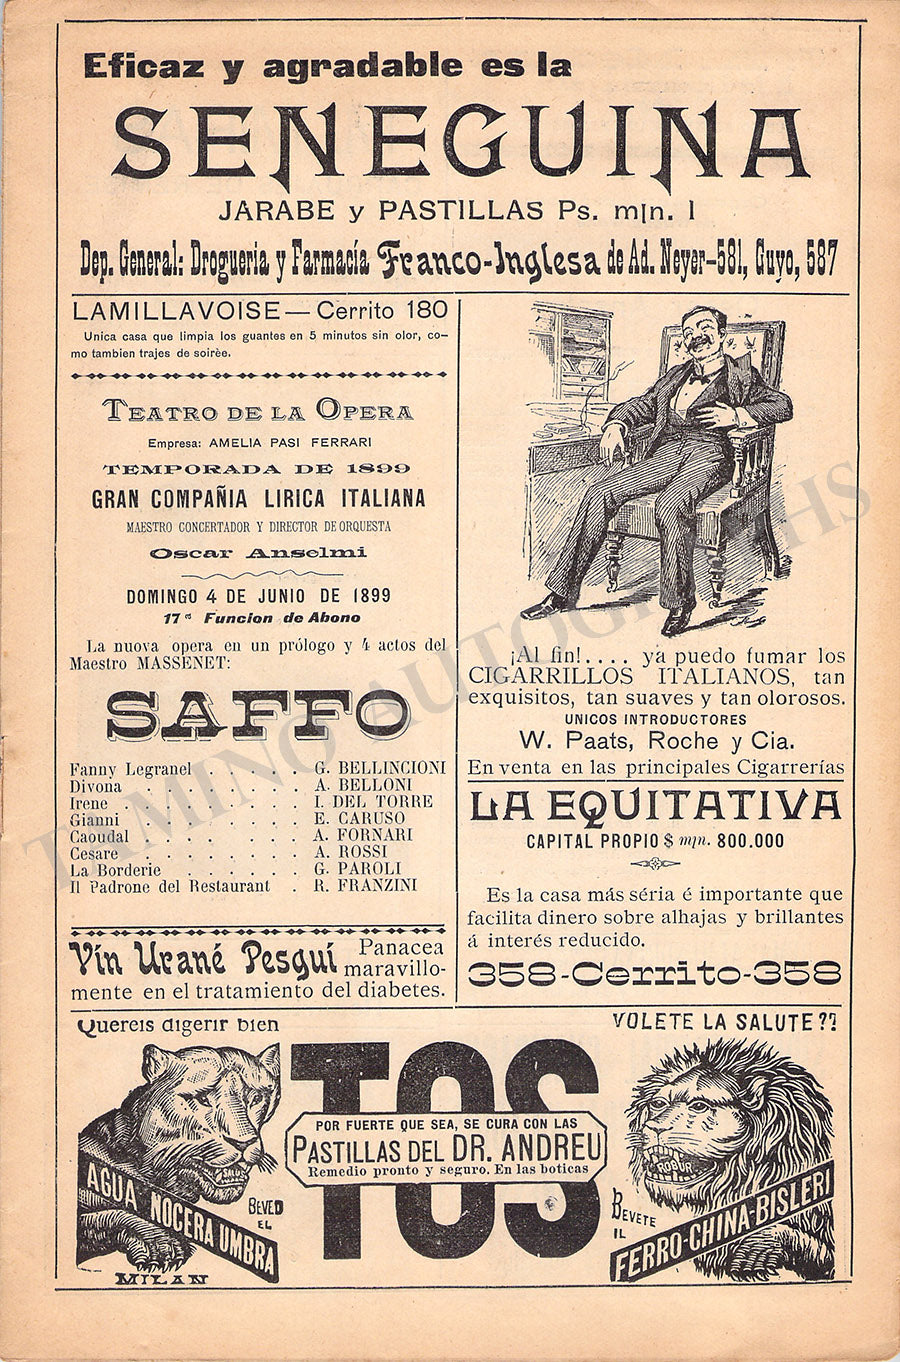 Eficaz y agradable es la
SENEGUINA
JARABE y PASTILLAS Ps. m|n. 1
Dep. General: Drogueria y Farmacía Franco-Inglesa de Ad. Neyer-581, Guyo, 587
LAMILLAVOISE — Cerrito 180
Unica casa que limpia los guantes en 5 minutos sin olor, co-
mo tambien trajes de soirèe.
TEATRO DE LA OPERA
Empresa: AMELIA PASI FERRARI
TEMPORADA DE 1899
GRAN COMPAÑIA LIRICA ITALIANA
MAESTRO CONCERTADOR Y DIRECTOR DE ORQUESTA
Oscar Anselmi
DOMINGO 4 DE JUNIO DE 1899
17ª Funcion de Abono
La nuova opera en un prólogo y 4 actos del
Maestro MASSENET:
SAFFO
Fanny Legranel . . . . . G. BELLINCIONI
Divona . . . . . . . . A. BELLONI
Irene . . . . . . . . . I. DEL TORRE
Gianni . . . . . . . . E. CARUSO
Caoudal . . . . . . . . A. FORNARI
Cesare . . . . . . . . A. ROSSI
La Borderie . . . . . . G. PAROLI
Il Padrone del Restaurant . R. FRANZINI
Vin Urané Pesquí Panacea
maravillo-
mente en el tratamiento del diabetes.
¡Al fin!.... ya puedo fumar los
CIGARRILLOS ITALIANOS, tan
exquisitos, tan suaves y tan olorosos.
UNICOS INTRODUCTORES
W. Paats, Roche y Cia.
En venta en las principales Cigarrerías
LA EQUITATIVA
CAPITAL PROPIO $ m|n. 800.000
Es la casa más séria é importante que
facilita dinero sobre alhajas y brillantes
á interés reducido.
358-Cerrito-358
Quereis digerir bien
AGUA NOCERA UMBRA
BEVED
EL
MILAN
TOS
POR FUERTE QUE SEA, SE CURA CON LAS
PASTILLAS DEL DR. ANDREU
Remedio pronto y seguro. En las boticas
VOLETE LA SALUTE??
ROBUR
BEVETE
IL
FERRO-CHINA-BISLERI
TAMINO AUTOGRAPHS